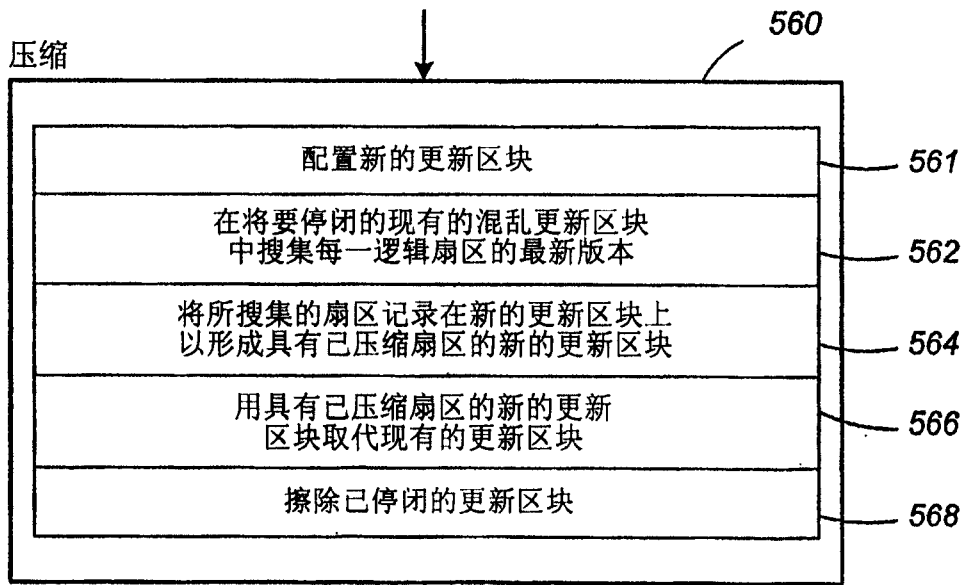 560
压缩
配置新的更新区块
561
在将要停闭的现有的混乱更新区块
中搜集每一逻辑扇区的最新版本
562
将所搜集的扇区记录在新的更新区块上
以形成具有已压缩扇区的新的更新区块
564
用具有已压缩扇区的新的更新
区块取代现有的更新区块
566
擦除已停闭的更新区块
568